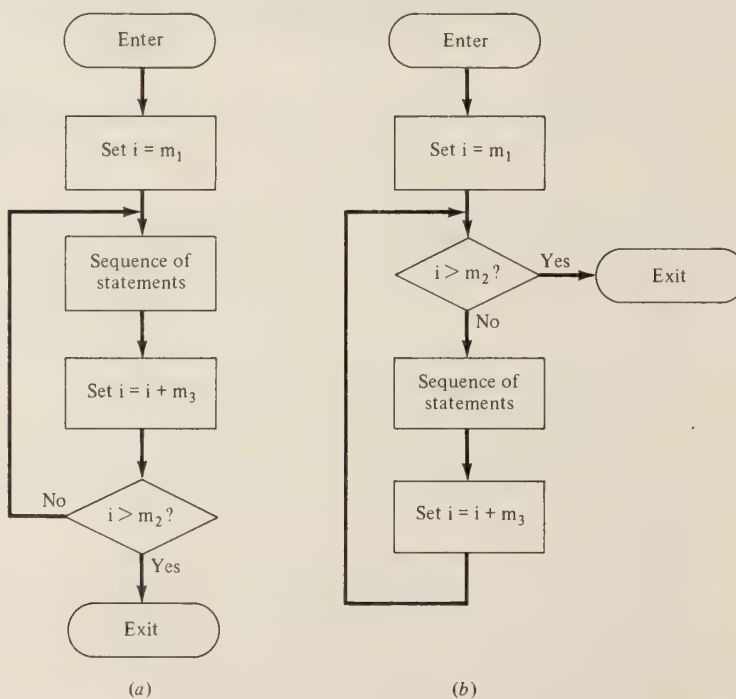 Enter
Set i = m₁
Sequence of
statements
Set i = i + m₃
No
i > m₂?
Yes
Exit
(a)
Enter
Set i = m₁
i > m₂?
Yes
Exit
No
Sequence of
statements
Set i = i + m₃
(b)